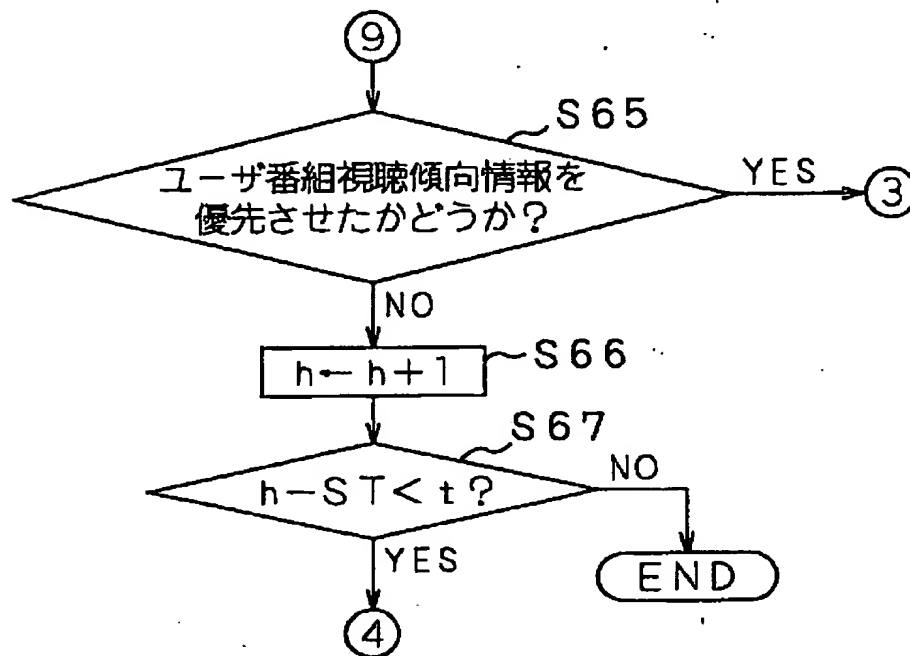 ⑨
S65
ユーザ番組視聴傾向情報を
優先させたかどうか？
YES
③
NO
h←h+1
S66
S67
h-ST<t?
NO
YES
END
④